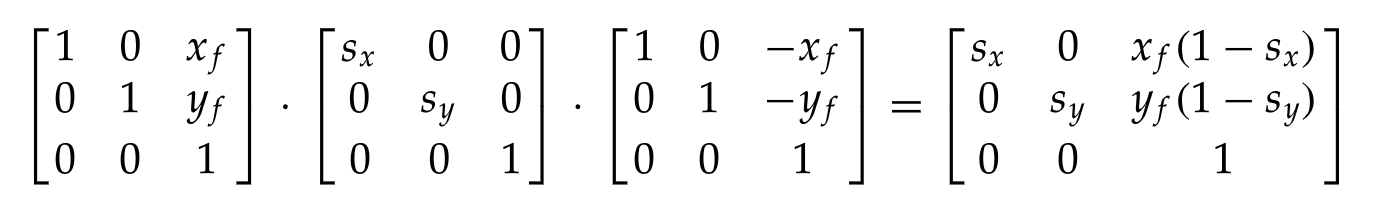 [1 0 x_f] [s_x 0 0] [1 0 −x_f] [s_x 0 x_f(1 − s_x)]
[0 1 y_f] · [0 s_y 0] · [0 1 −y_f] = [0 s_y y_f(1 − s_y)]
[0 0 1] [0 0 1] [0 0 1] [0 0 1]